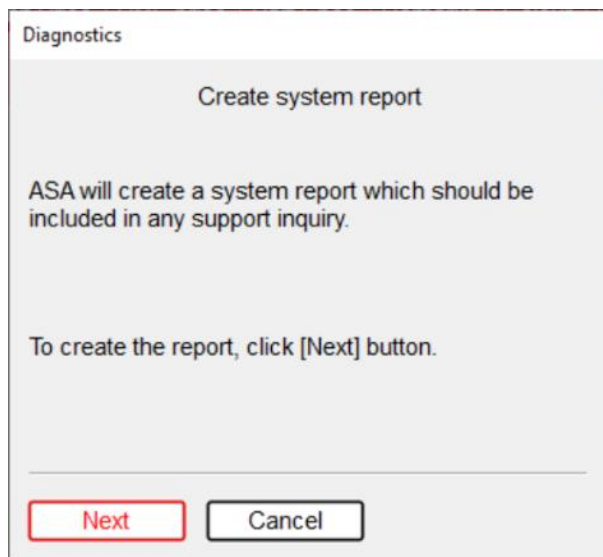 Diagnostics
Create system report
ASA will create a system report which should be
included in any support inquiry.
To create the report, click [Next] button.
Next
Cancel